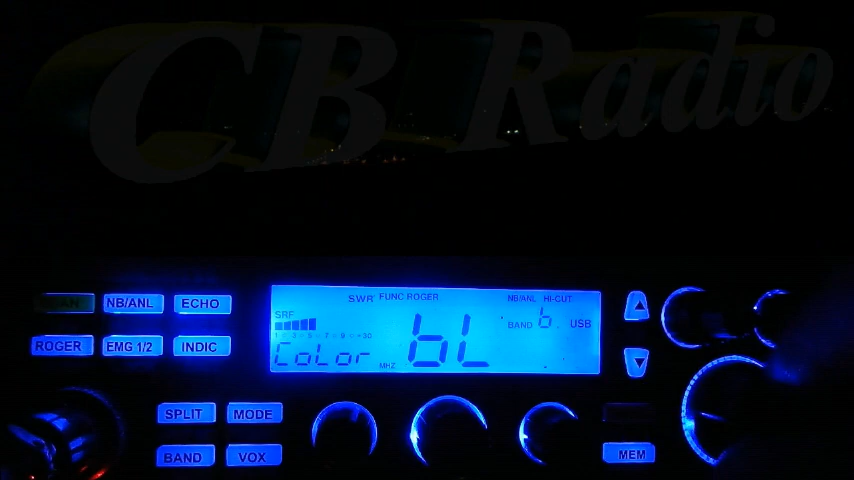 CB Radio
SWR FUNC ROGER NB/ANL HI-CUT
NB/ANL ECHO
SRF
BAND b. USB
bL
ROGER EMG 1/2 INDIC
CoLor MHZ
SPLIT MODE
BAND VOX
MEM